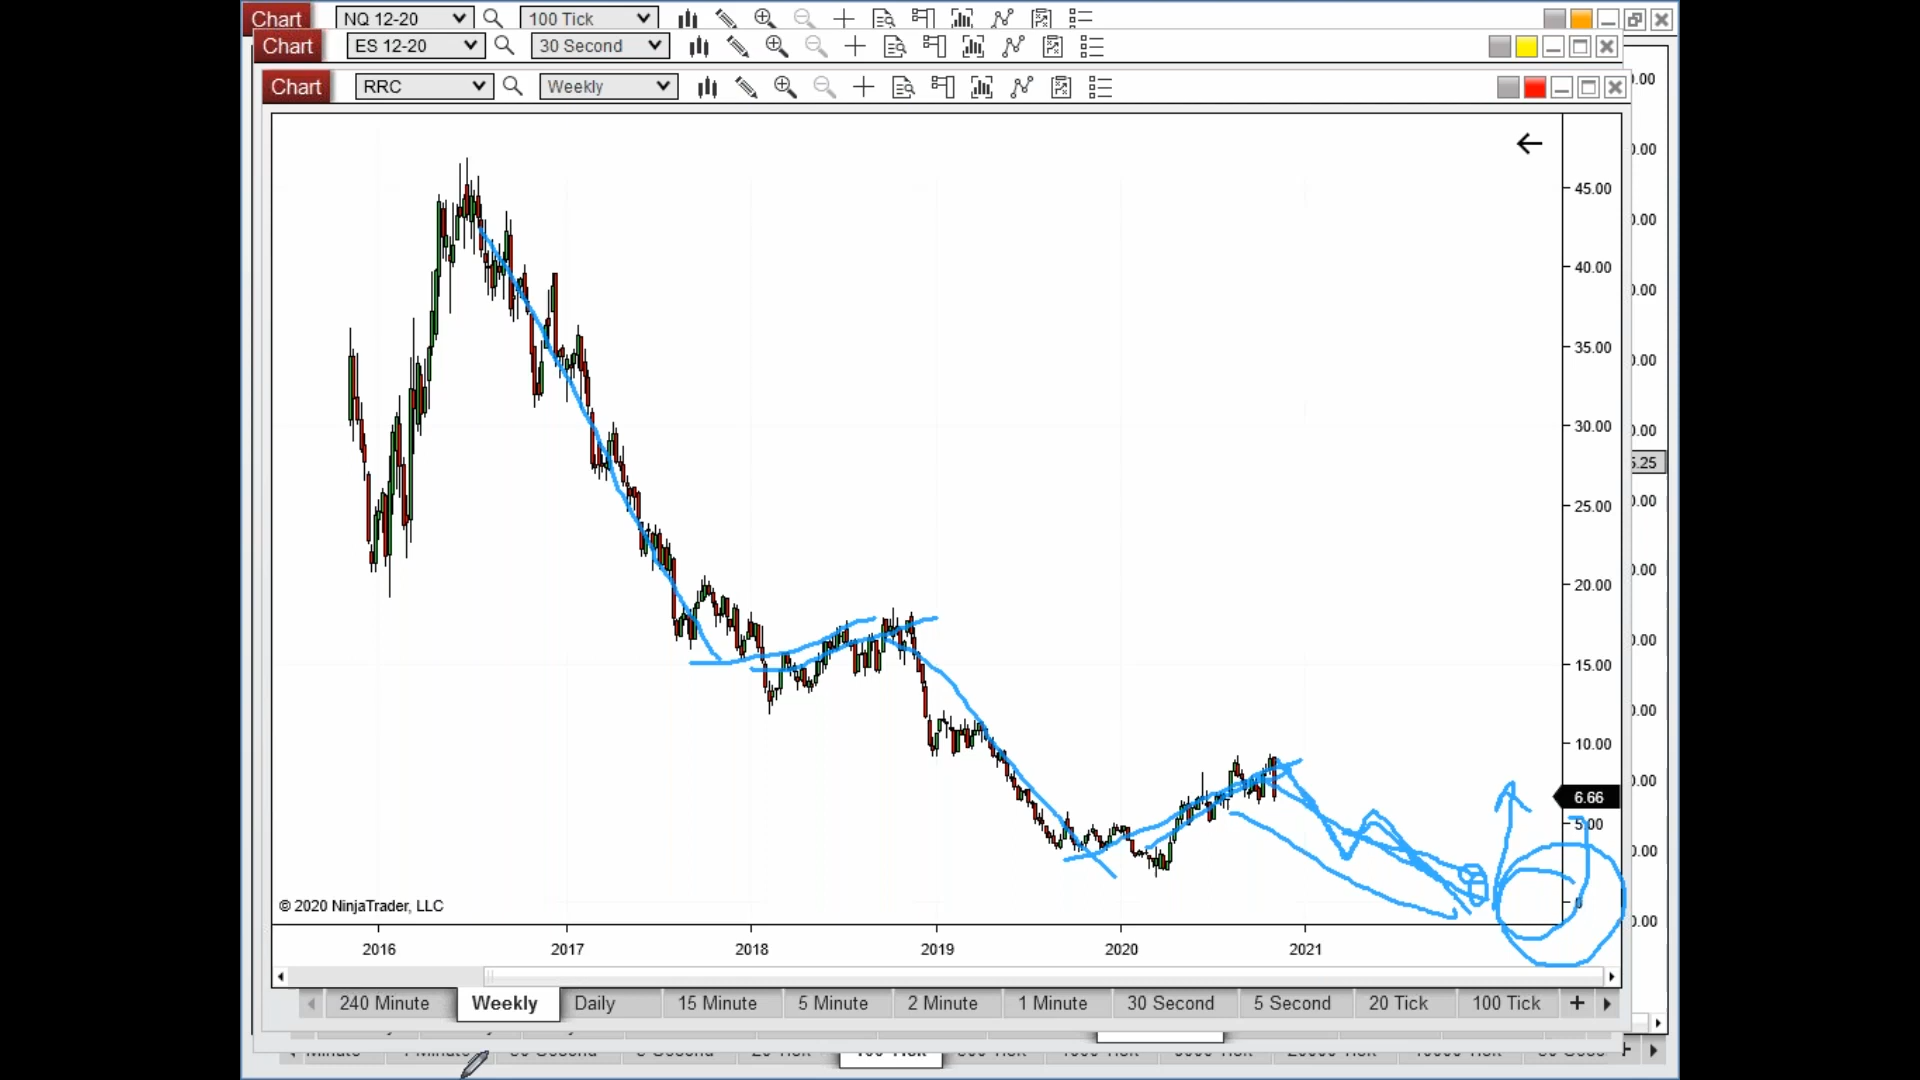 Chart NQ 12-20 100 Tick
Chart ES 12-20 30 Second
Chart RRC Weekly
45.00
40.00
35.00
30.00
25.00
20.00
15.00
10.00
6.66
5.00
0
5.25
© 2020 NinjaTrader, LLC
2016 2017 2018 2019 2020 2021
240 Minute Weekly Daily 15 Minute 5 Minute 2 Minute 1 Minute 30 Second 5 Second 20 Tick 100 Tick +